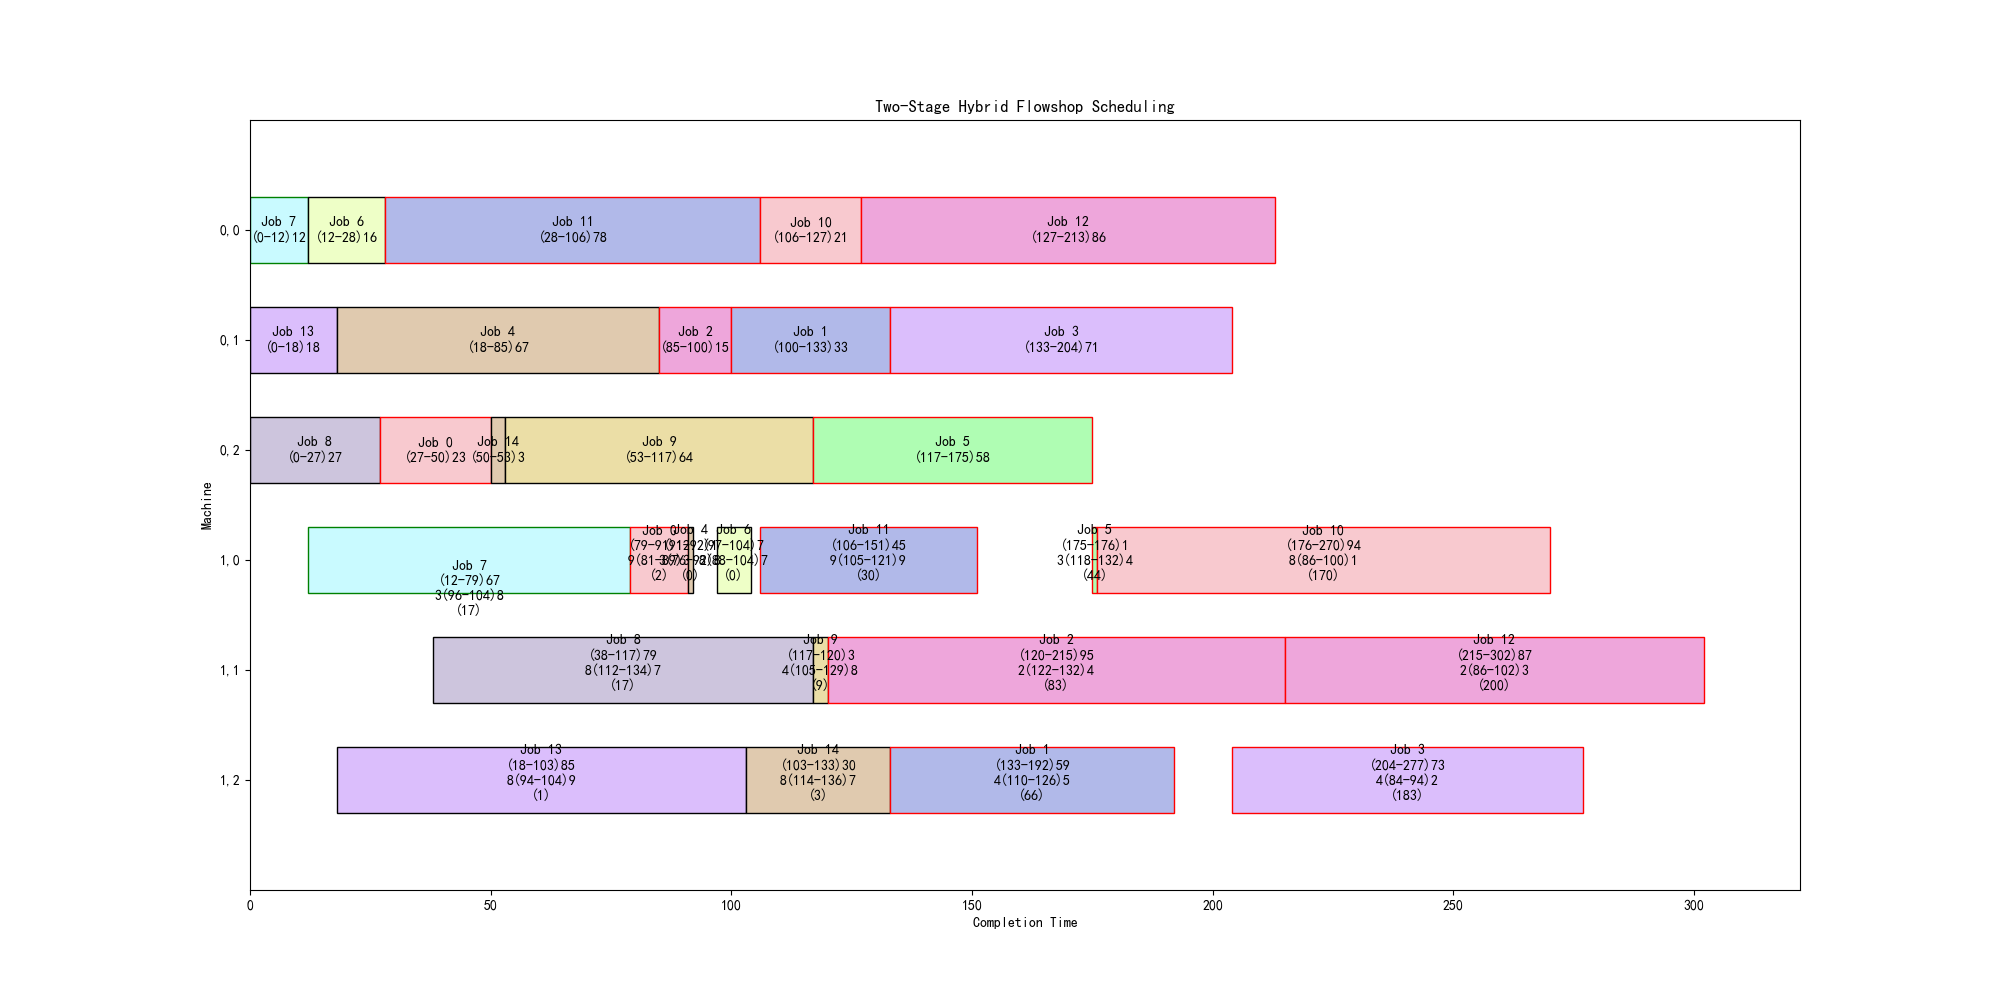 Two-Stage Hybrid Flowshop Scheduling
0,0
Job 7
(0-12)12
Job 6
(12-28)16
Job 11
(28-106)78
Job 10
(106-127)21
Job 12
(127-213)86
0,1
Job 13
(0-18)18
Job 4
(18-85)67
Job 2
(85-100)15
Job 1
(100-133)33
Job 3
(133-204)71
0,2
Job 8
(0-27)27
Job 0
(27-50)23
Job 14
(50-53)3
Job 9
(53-117)64
Job 5
(117-175)58
Machine
1,0
Job 7
(12-79)67
3(96-104)8
(17)
Job 0
(2)
Job 4
(0)
Job 6
(97-104)7
(0)
Job 11
(106-151)45
9(105-121)9
(30)
Job 5
(175-176)1
3(118-132)4
(44)
Job 10
(176-270)94
8(86-100)1
(170)
1,1
Job 8
(38-117)79
8(112-134)7
(17)
Job 9
(117-120)3
4(105-129)8
(9)
Job 2
(120-215)95
2(122-132)4
(83)
Job 12
(215-302)87
2(86-102)3
(200)
1,2
Job 13
(18-103)85
8(94-104)9
(1)
Job 14
(103-133)30
8(114-136)7
(3)
Job 1
(133-192)59
4(110-126)5
(66)
Job 3
(204-277)73
4(84-94)2
(183)
0
50
100
150
200
250
300
Completion Time